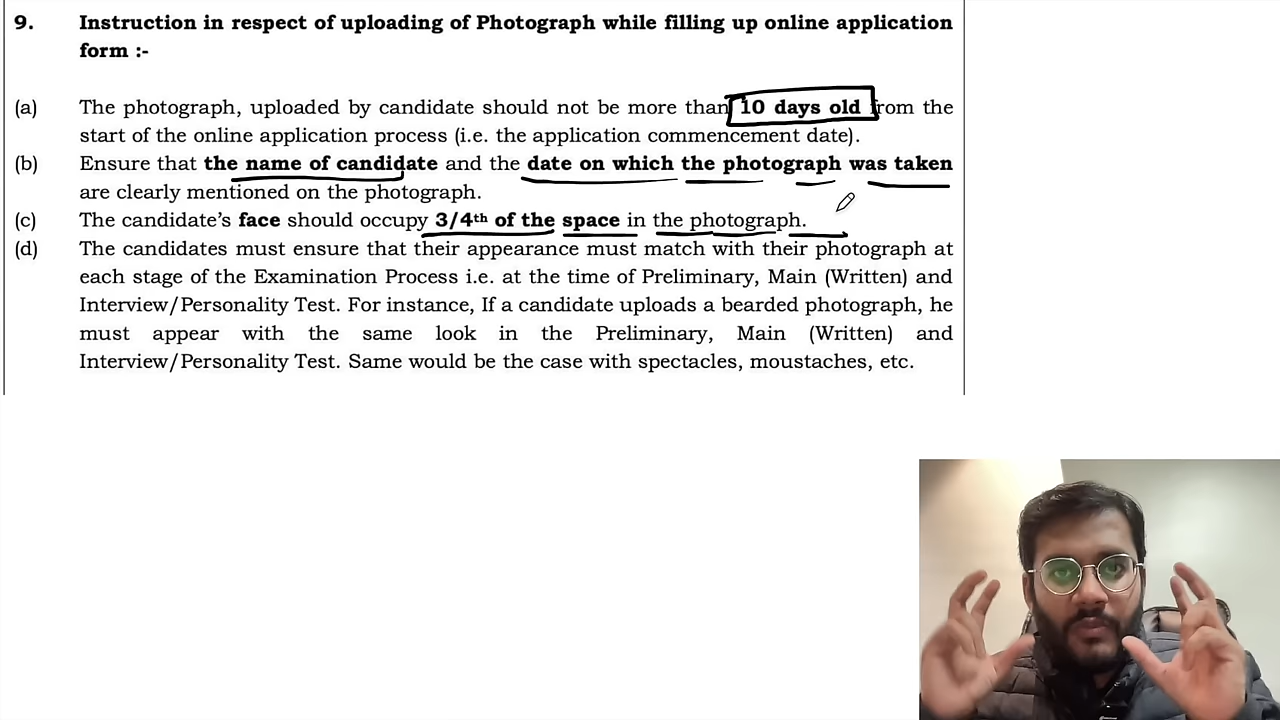 9. Instruction in respect of uploading of Photograph while filling up online application
form :-
(a) The photograph, uploaded by candidate should not be more than 10 days old from the
start of the online application process (i.e. the application commencement date).
(b) Ensure that the name of candidate and the date on which the photograph was taken
are clearly mentioned on the photograph.
(c) The candidate’s face should occupy 3/4th of the space in the photograph.
(d) The candidates must ensure that their appearance must match with their photograph at
each stage of the Examination Process i.e. at the time of Preliminary, Main (Written) and
Interview/Personality Test. For instance, If a candidate uploads a bearded photograph, he
must appear with the same look in the Preliminary, Main (Written) and
Interview/Personality Test. Same would be the case with spectacles, moustaches, etc.